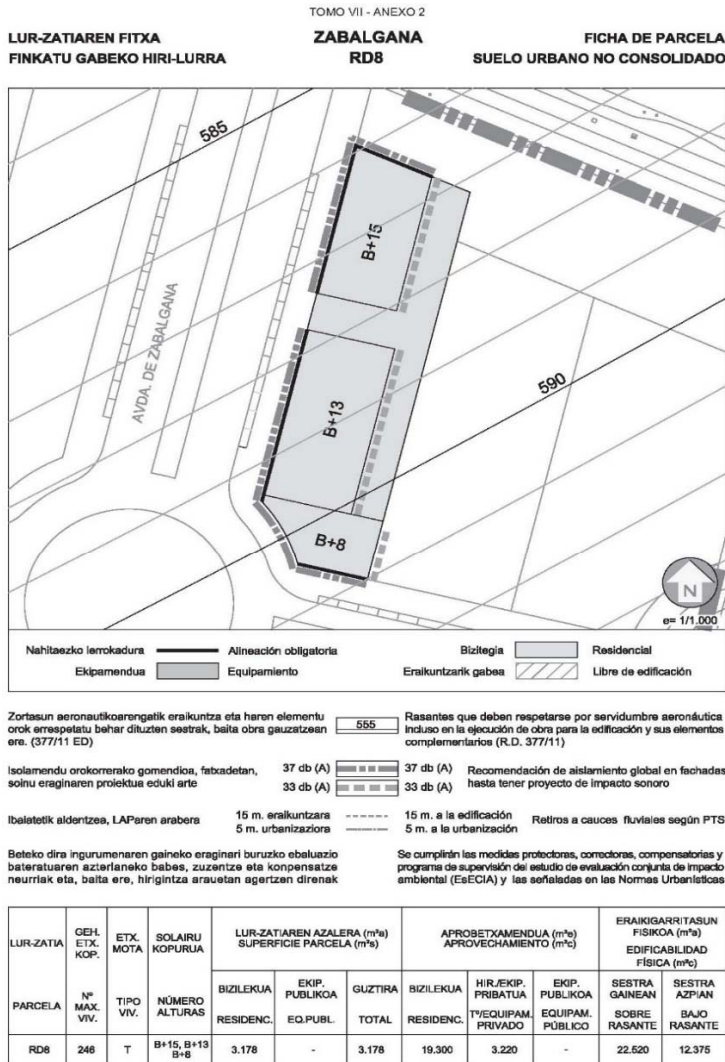 TOMO VII - ANEXO 2
LUR-ZATIAREN FITXA
FINKATU GABEKO HIRI-LURRA
ZABALGANA
RD8
FICHA DE PARCELA
SUELO URBANO NO CONSOLIDADO
585
B+15
AVDA. DE ZABALGANA
590
B+13
B+8
N
e= 1/1.000
Nahitaezko lerrokadura Alineación obligatoria Bizitegia Residencial
Ekipamendua Equipamiento Eraikuntzarik gabea Libre de edificación
Zortasun aeronautikoarengatik eraikuntza eta haren elementu
orok errespetatu behar dituzten sestrak, baita obra gauzatzean
ere. (377/11 ED)
555
Rasantes que deben respetarse por servidumbre aeronáutica
incluso en la ejecución de obra para la edificación y sus elementos
complementarios (R.D. 377/11)
Isolamendu orokorrerako gomendioa, fatxadetan,
soinu eraginaren proiektua eduki arte
37 db (A) 37 db (A)
33 db (A) 33 db (A)
Recomendación de aislamiento global en fachadas
hasta tener proyecto de impacto sonoro
Ibaietatik aldentzea, LAParen arabera
15 m. eraikuntzara 15 m. a la edificación
5 m. urbanizaziora 5 m. a la urbanización
Retiros a cauces fluviales según PTS
Beteko dira ingurumenaren gaineko eraginari buruzko ebaluazio
bateratuaren azterlaneko babes, zuzentze eta konpensatze
neurriak eta, baita ere, hirigintza arauetan agertzen direnak
Se cumplirán las medidas protectoras, correctoras, compensatorias y
programa de supervisión del estudio de evaluación conjunta de impacto
ambiental (EsECIA) y las señaladas en las Normas Urbanísticas
LUR-ZATIA
PARCELA
GEH.
ETX.
KOP.
Nº
MAX.
VIV.
ETX.
MOTA
TIPO
VIV.
SOLAIRU
KOPURUA
NÚMERO
ALTURAS
LUR-ZATIAREN AZALERA (m²a)
SUPERFICIE PARCELA (m²s)
APROBETXAMENDUA (m²e)
APROVECHAMIENTO (m²c)
ERAIKIGARRITASUN
FISIKOA (m²a)
EDIFICABILIDAD
FÍSICA (m²c)
BIZILEKUA
RESIDENC.
EKIP.
PUBLIKOA
EQ.PUBL.
GUZTIRA
TOTAL
BIZILEKUA
RESIDENC.
HIR./EKIP.
PRIBATUA
Tº/EQUIPAM.
PRIVADO
EKIP.
PUBLIKOA
EQUIPAM.
PÚBLICO
SESTRA
GAINEAN
SOBRE
RASANTE
SESTRA
AZPIAN
BAJO
RASANTE
RD8 246 T B+15, B+13 B+8 3.178 - 3.178 19.300 3.220 - 22.520 12.375